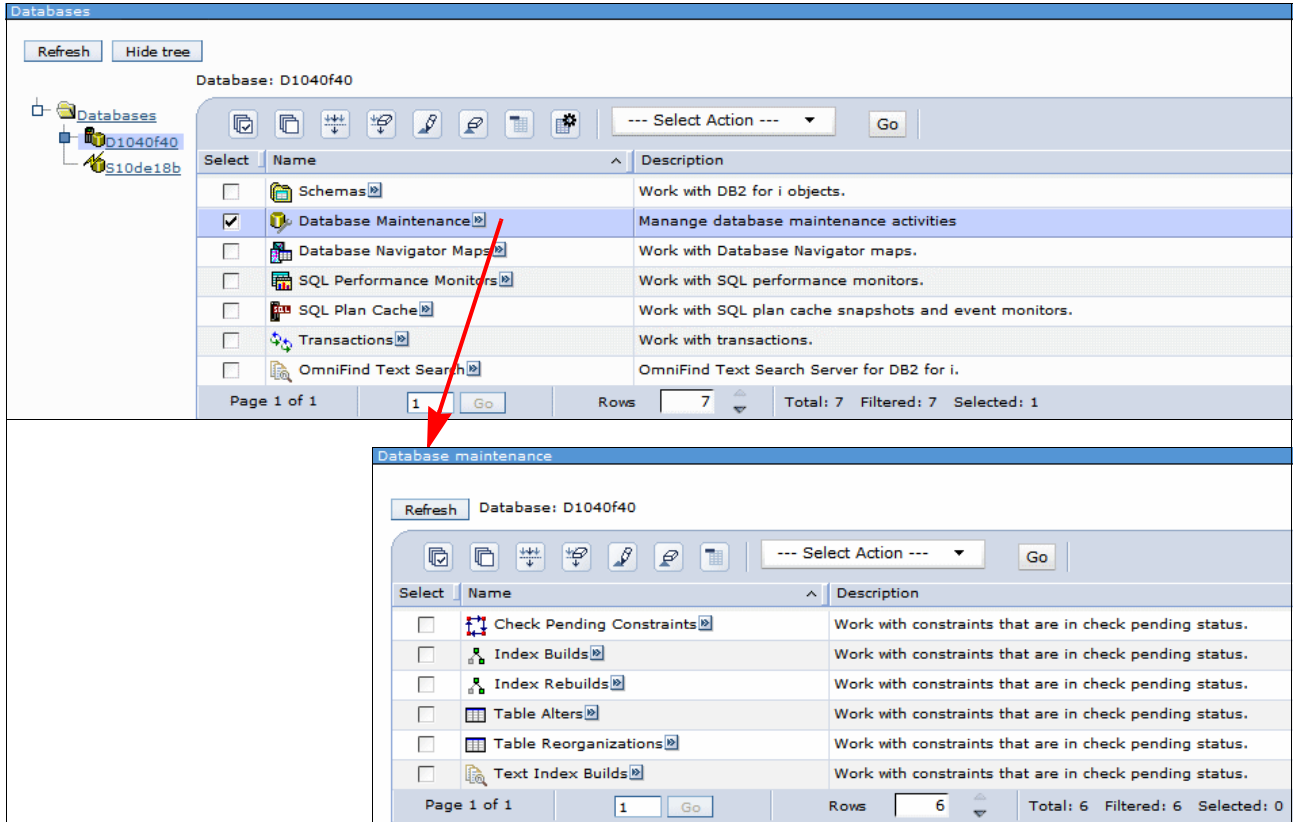 Databases
Refresh Hide tree
Database: D1040f40
Databases
D1040f40
S10de18b
--- Select Action --- Go
Select Name Description
Schemas Work with DB2 for i objects.
Database Maintenance Manange database maintenance activities
Database Navigator Maps Work with Database Navigator maps.
SQL Performance Monitors Work with SQL performance monitors.
SQL Plan Cache Work with SQL plan cache snapshots and event monitors.
Transactions Work with transactions.
OmniFind Text Search OmniFind Text Search Server for DB2 for i.
Page 1 of 1 1 Go Rows 7 Total: 7 Filtered: 7 Selected: 1
Database maintenance
Refresh Database: D1040f40
--- Select Action --- Go
Select Name Description
Check Pending Constraints Work with constraints that are in check pending status.
Index Builds Work with constraints that are in check pending status.
Index Rebuilds Work with constraints that are in check pending status.
Table Alters Work with constraints that are in check pending status.
Table Reorganizations Work with constraints that are in check pending status.
Text Index Builds Work with constraints that are in check pending status.
Page 1 of 1 1 Go Rows 6 Total: 6 Filtered: 6 Selected: 0